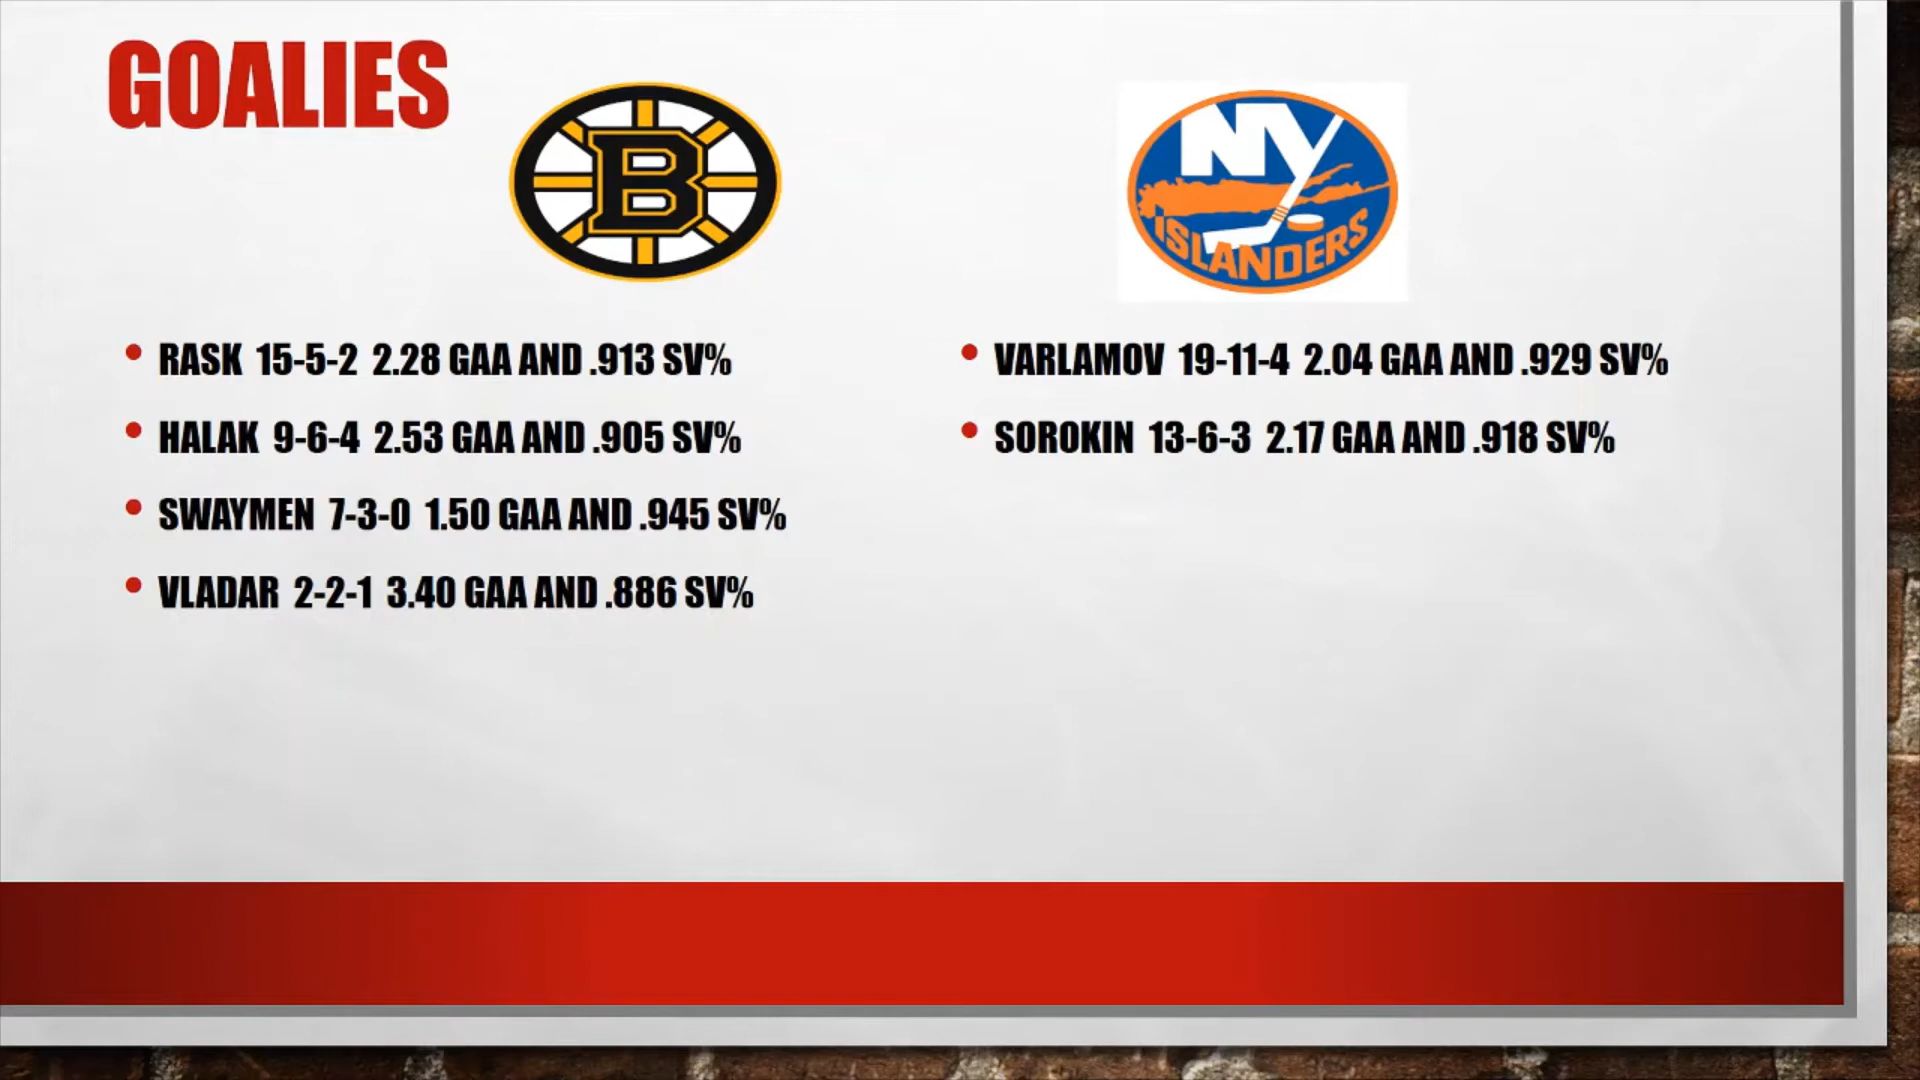 GOALIES
B
NY
ISLANDERS
RASK 15-5-2 2.28 GAA AND .913 SV%
HALAK 9-6-4 2.53 GAA AND .905 SV%
SWAYMEN 7-3-0 1.50 GAA AND .945 SV%
VLADAR 2-2-1 3.40 GAA AND .886 SV%
VARLAMOV 19-11-4 2.04 GAA AND .929 SV%
SOROKIN 13-6-3 2.17 GAA AND .918 SV%